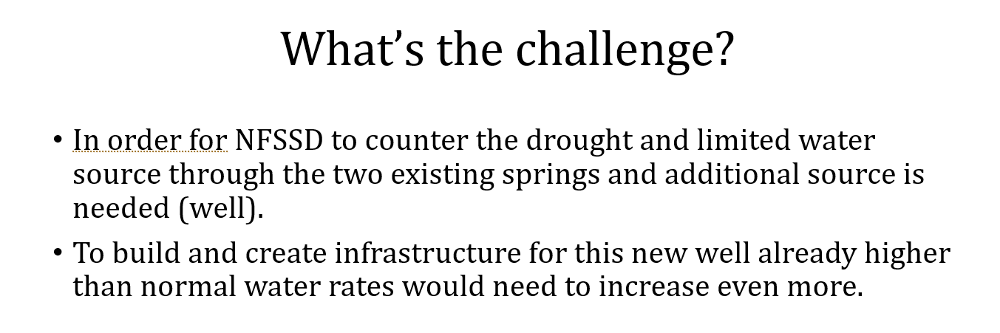 What’s the challenge?
• In order for NFSSD to counter the drought and limited water
source through the two existing springs and additional source is
needed (well).
• To build and create infrastructure for this new well already higher
than normal water rates would need to increase even more.